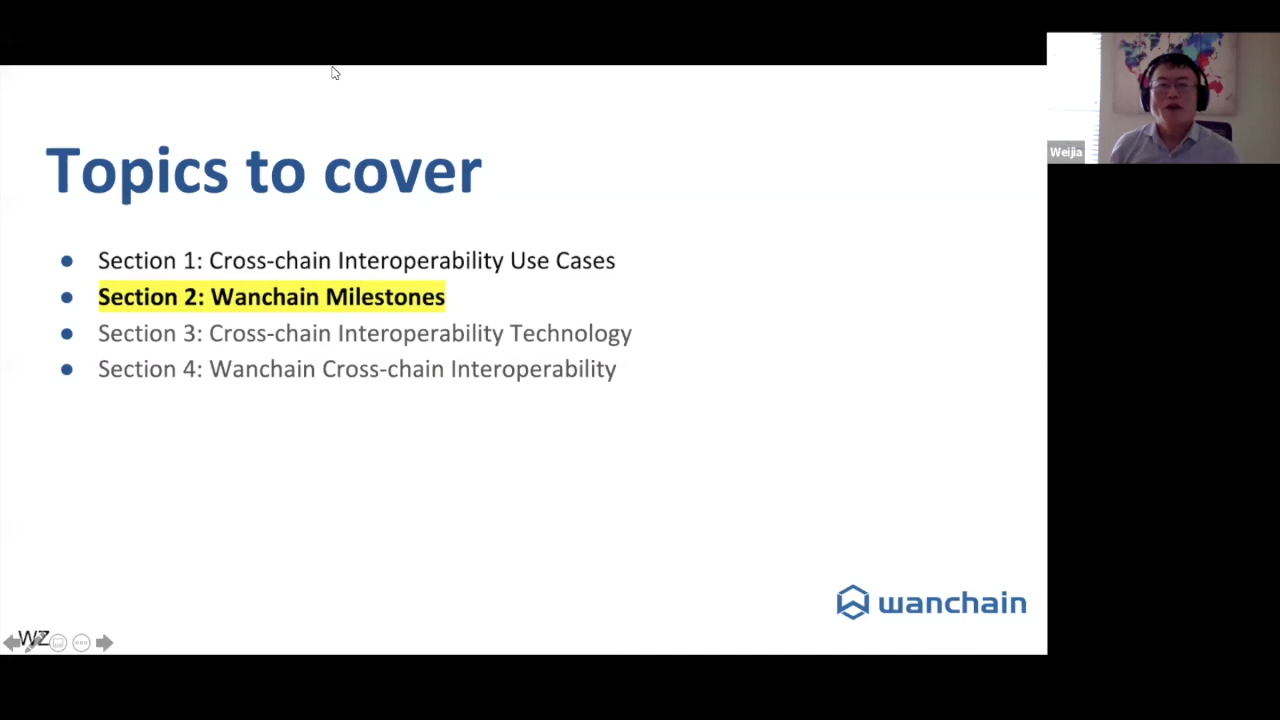 Topics to cover
Section 1: Cross-chain Interoperability Use Cases
Section 2: Wanchain Milestones
Section 3: Cross-chain Interoperability Technology
Section 4: Wanchain Cross-chain Interoperability
wanchain
WZ
Weijia